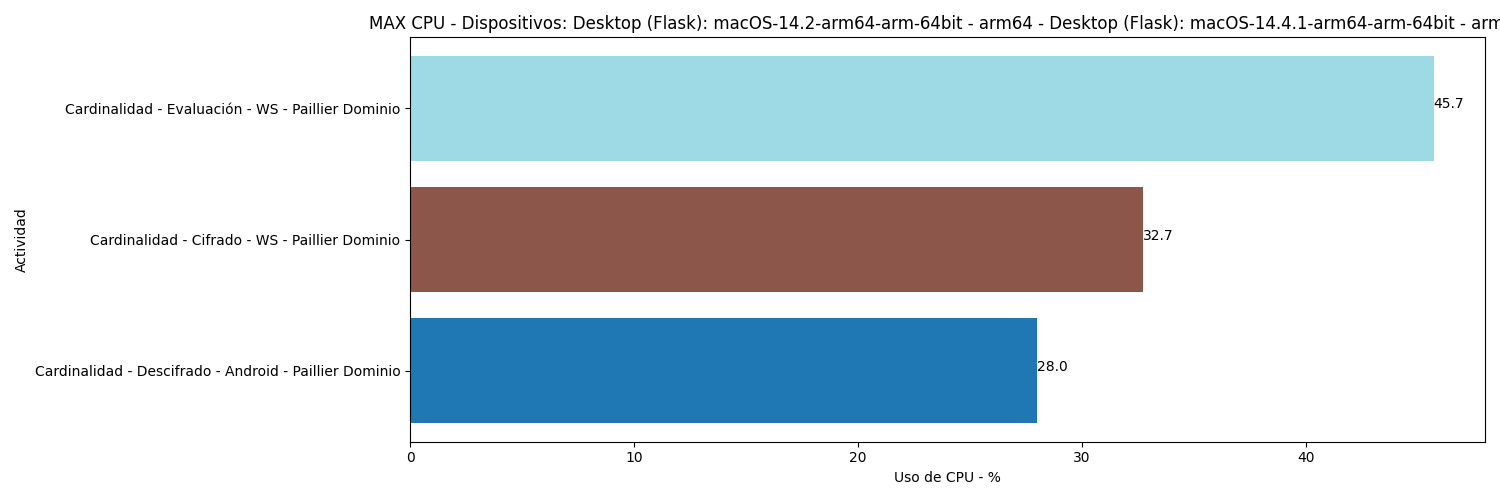 MAX CPU - Dispositivos: Desktop (Flask): macOS-14.2-arm64-arm-64bit - arm64 - Desktop (Flask): macOS-14.4.1-arm64-arm-64bit - arm
Cardinalidad - Evaluación - WS - Paillier Dominio
45.7
Cardinalidad - Cifrado - WS - Paillier Dominio
32.7
Cardinalidad - Descifrado - Android - Paillier Dominio
28.0
Actividad
0 10 20 30 40
Uso de CPU - %